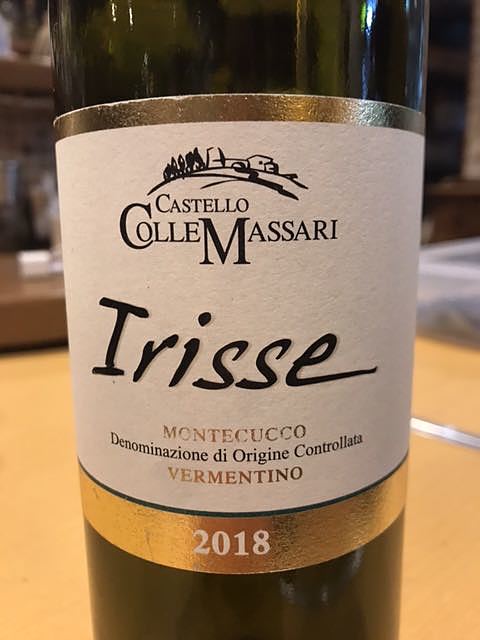 CASTELLO
COLLEMASSARI
Irisse
MONTECUCCO
Denominazione di Origine Controllata
VERMENTINO
2018